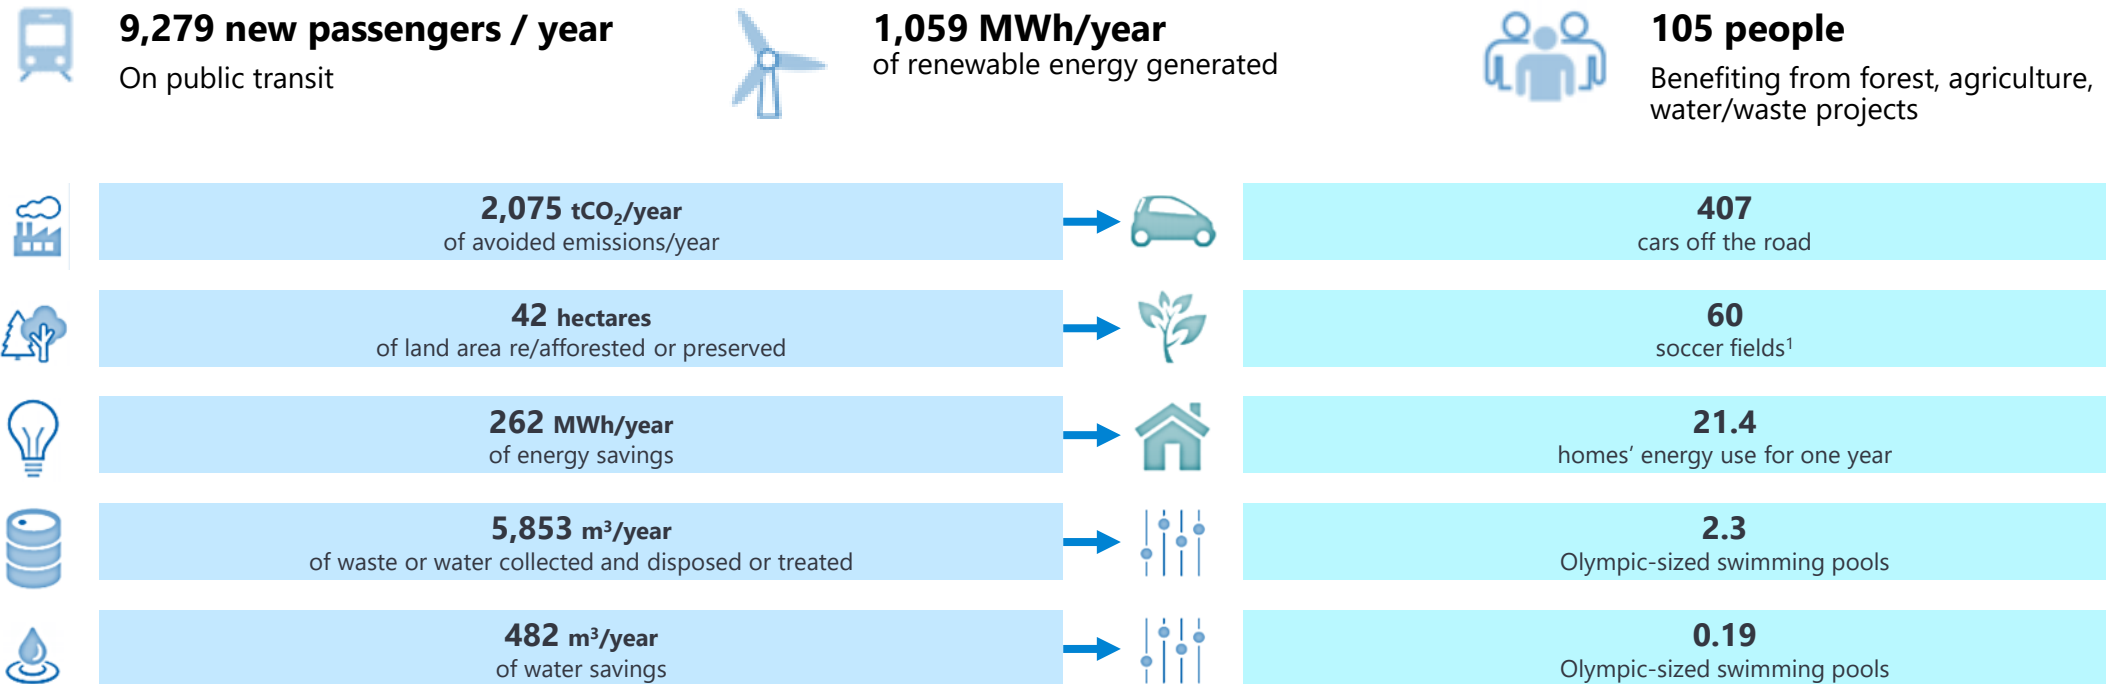 9,279 new passengers / year
On public transit
1,059 MWh/year
of renewable energy generated
105 people
Benefiting from forest, agriculture,
water/waste projects
2,075 tCO₂/year
of avoided emissions/year
407
cars off the road
42 hectares
of land area re/afforested or preserved
60
soccer fields¹
262 MWh/year
of energy savings
21.4
homes’ energy use for one year
5,853 m³/year
of waste or water collected and disposed or treated
2.3
Olympic-sized swimming pools
482 m³/year
of water savings
0.19
Olympic-sized swimming pools